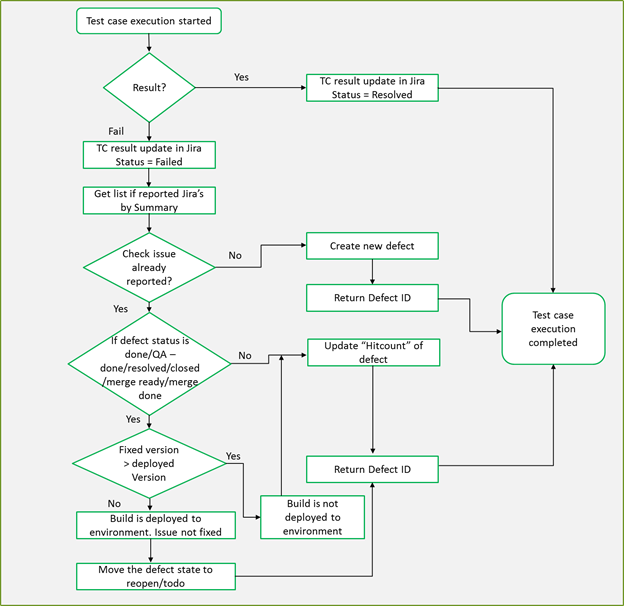 Test case execution started
Result?
Yes
TC result update in Jira
Status = Resolved
Fail
TC result update in Jira
Status = Failed
Get list if reported Jira's
by Summary
Check issue
already
reported?
No
Create new defect
Return Defect ID
Test case
execution
completed
Yes
If defect status is
done/QA –
done/resolved/closed
/merge ready/merge
done
No
Update “Hitcount” of
defect
Yes
Fixed version
> deployed
Version
Yes
Return Defect ID
No
Build is deployed to
environment. Issue not fixed
Build is not
deployed to
environment
Move the defect state to
reopen/todo